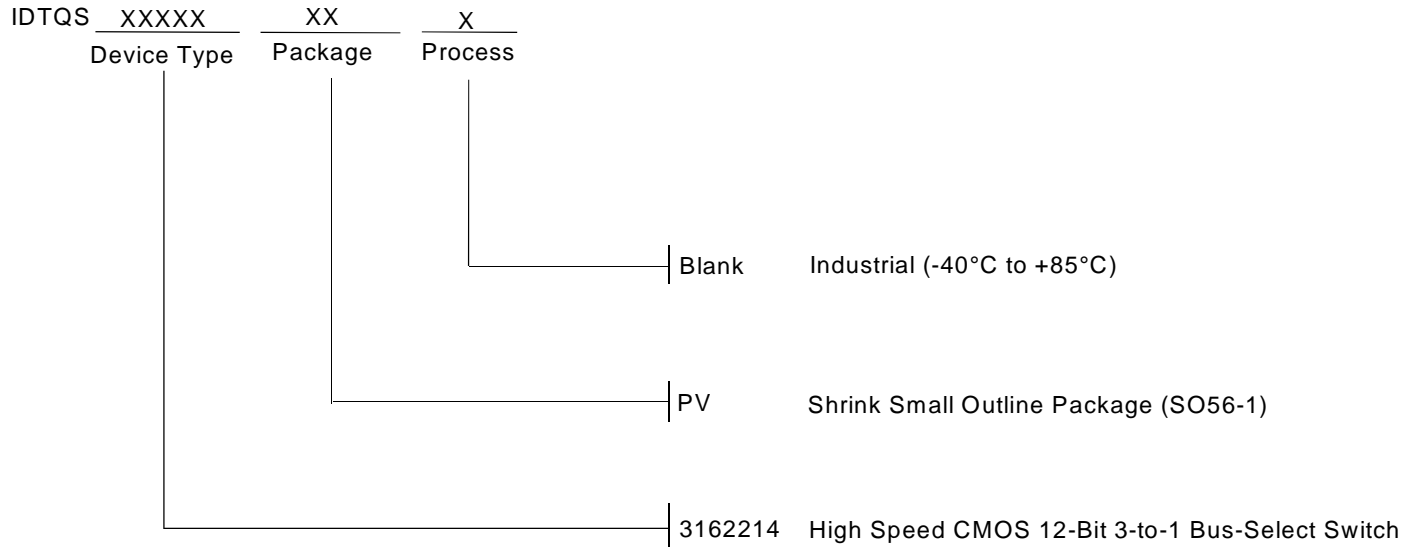 IDTQS XXXXX XX X
Device Type Package Process
Blank Industrial (-40°C to +85°C)
PV Shrink Small Outline Package (SO56-1)
3162214 High Speed CMOS 12-Bit 3-to-1 Bus-Select Switch